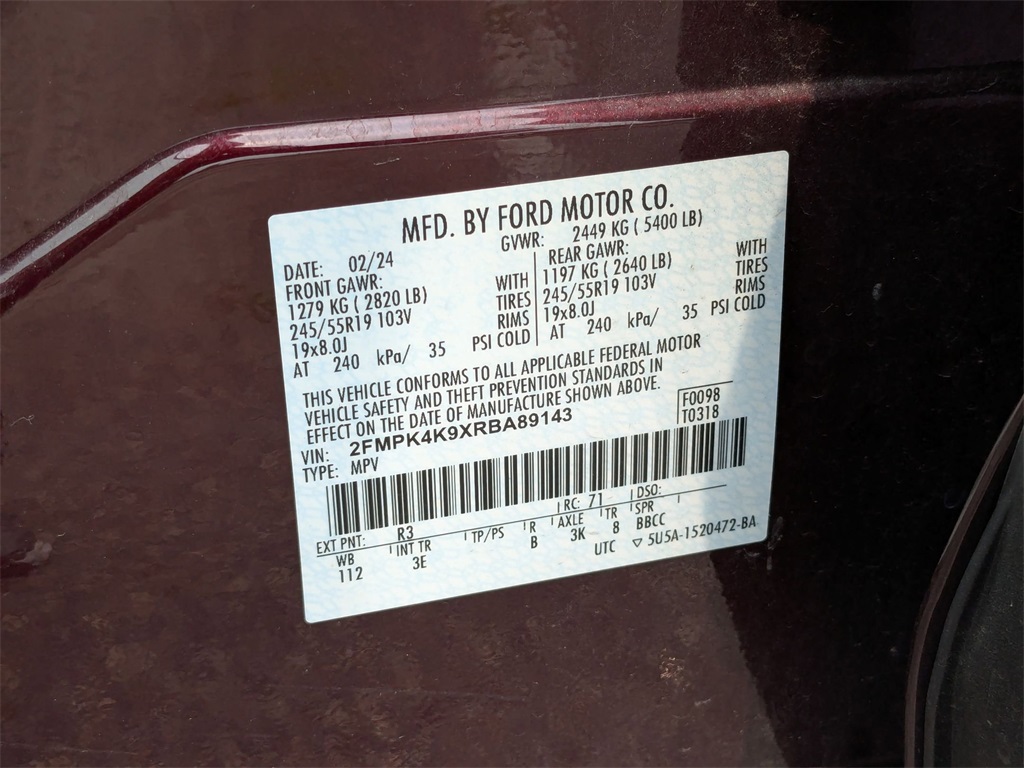 MFD. BY FORD MOTOR CO.
DATE: 02/24 GVWR: 2449 KG ( 5400 LB)
FRONT GAWR: REAR GAWR:
1279 KG ( 2820 LB) WITH 1197 KG ( 2640 LB) WITH
245/55R19 103V TIRES 245/55R19 103V TIRES
19x8.0J RIMS 19x8.0J RIMS
AT 240 kPa/ 35 PSI COLD AT 240 kPa/ 35 PSI COLD
THIS VEHICLE CONFORMS TO ALL APPLICABLE FEDERAL MOTOR
VEHICLE SAFETY AND THEFT PREVENTION STANDARDS IN
EFFECT ON THE DATE OF MANUFACTURE SHOWN ABOVE.
VIN: 2FMPK4K9XRBA89143 F0098
TYPE: MPV T0318
EXT PNT: R3 RC: 71 DSO:
WB INT TR TP/PS R AXLE TR SPR
112 3E B 3K 8 BBCC
UTC ▽ 5U5A-1520472-BA